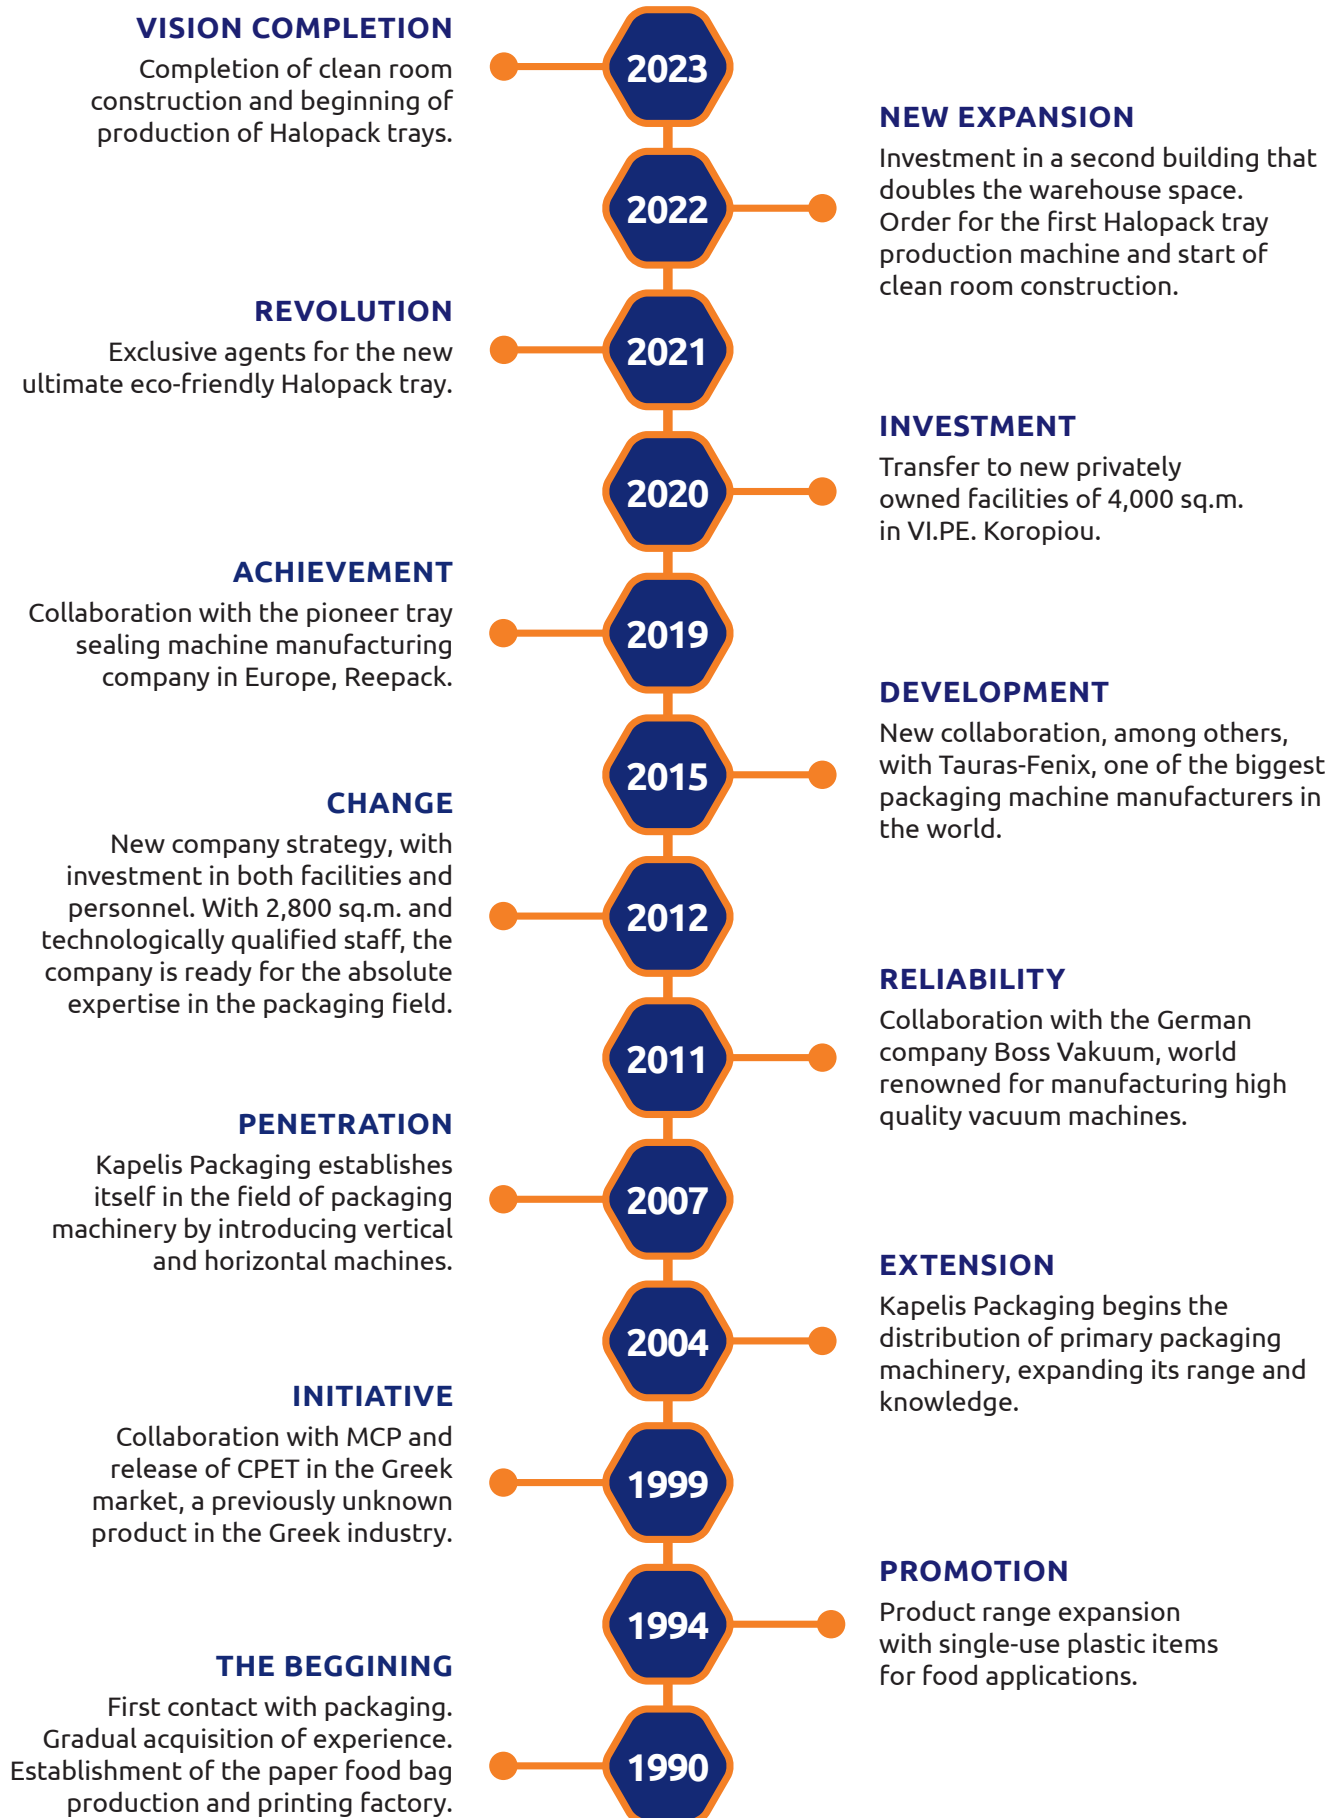 VISION COMPLETION
Completion of clean room
construction and beginning of
production of Halopack trays.
2023
NEW EXPANSION
Investment in a second building that
doubles the warehouse space.
Order for the first Halopack tray
production machine and start of
clean room construction.
2022
REVOLUTION
Exclusive agents for the new
ultimate eco-friendly Halopack tray.
2021
INVESTMENT
Transfer to new privately
owned facilities of 4,000 sq.m.
in VI.PE. Koropiou.
2020
ACHIEVEMENT
Collaboration with the pioneer tray
sealing machine manufacturing
company in Europe, Reepack.
2019
DEVELOPMENT
New collaboration, among others,
with Tauras-Fenix, one of the biggest
packaging machine manufacturers in
the world.
2015
CHANGE
New company strategy, with
investment in both facilities and
personnel. With 2,800 sq.m. and
technologically qualified staff, the
company is ready for the absolute
expertise in the packaging field.
2012
RELIABILITY
Collaboration with the German
company Boss Vakuum, world
renowned for manufacturing high
quality vacuum machines.
2011
PENETRATION
Kapelis Packaging establishes
itself in the field of packaging
machinery by introducing vertical
and horizontal machines.
2007
EXTENSION
Kapelis Packaging begins the
distribution of primary packaging
machinery, expanding its range and
knowledge.
2004
INITIATIVE
Collaboration with MCP and
release of CPET in the Greek
market, a previously unknown
product in the Greek industry.
1999
PROMOTION
Product range expansion
with single-use plastic items
for food applications.
1994
THE BEGGINING
First contact with packaging.
Gradual acquisition of experience.
Establishment of the paper food bag
production and printing factory.
1990